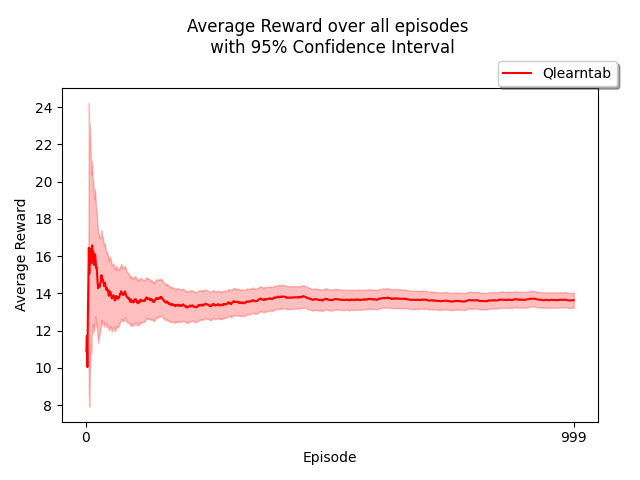 Average Reward over all episodes
with 95% Confidence Interval
Qlearntab
24
22
20
18
16
14
12
10
8
Average Reward
0
999
Episode